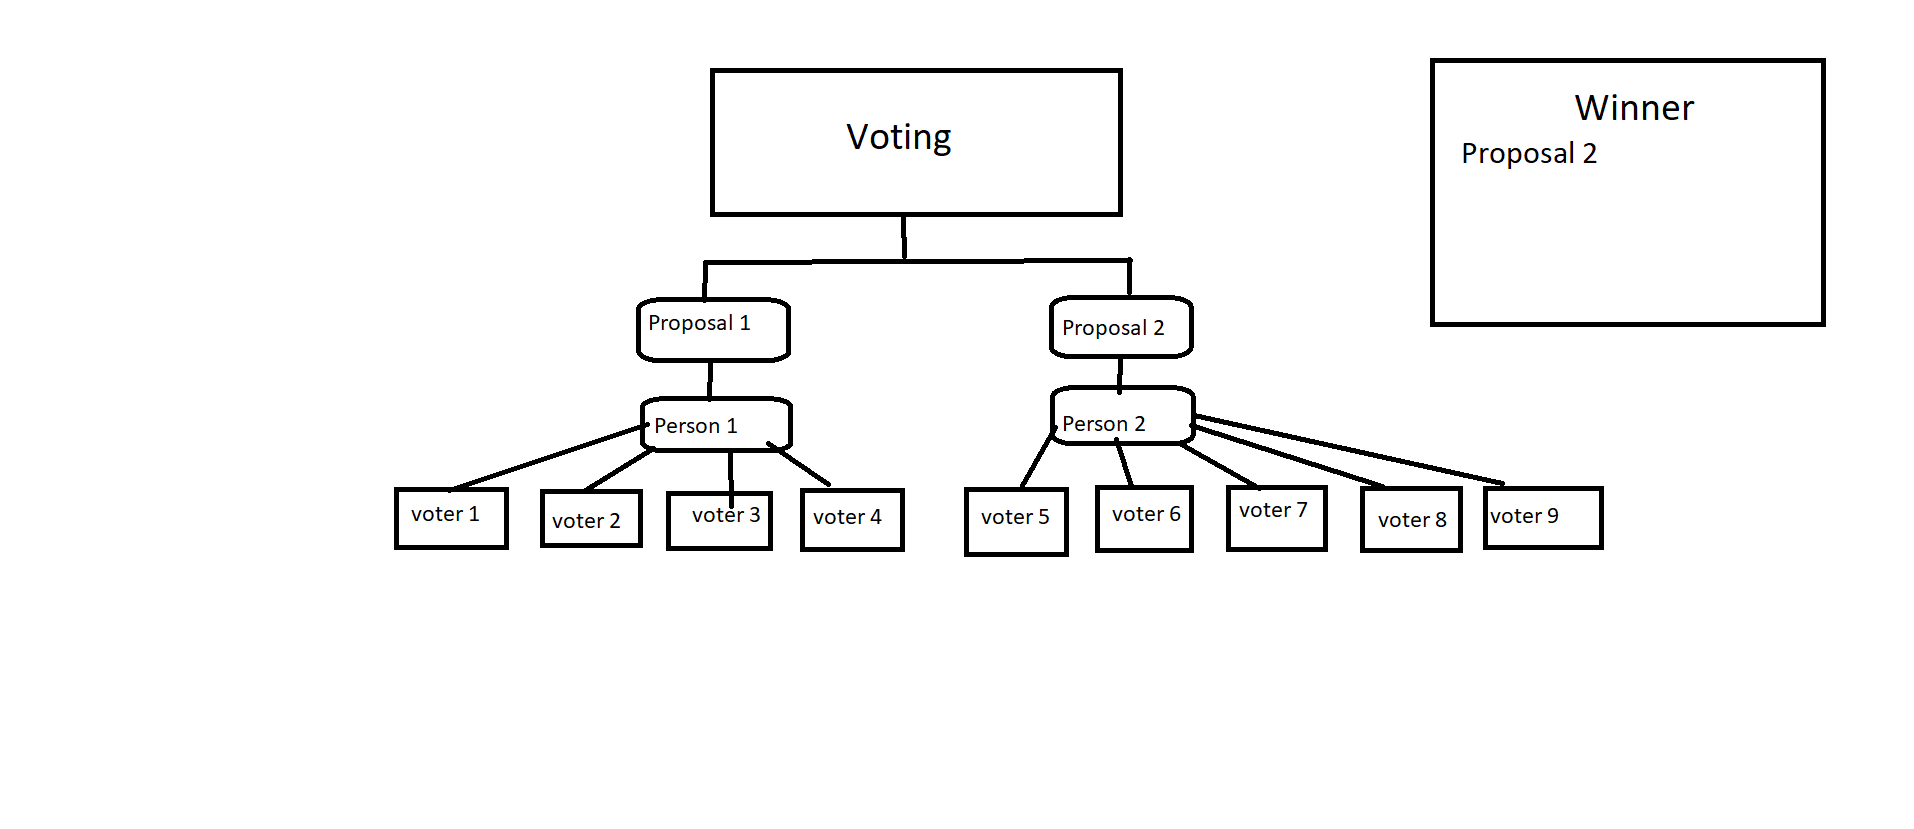 Voting
Winner
Proposal 2
Proposal 1
Proposal 2
Person 1
Person 2
voter 1
voter 2
voter 3
voter 4
voter 5
voter 6
voter 7
voter 8
voter 9